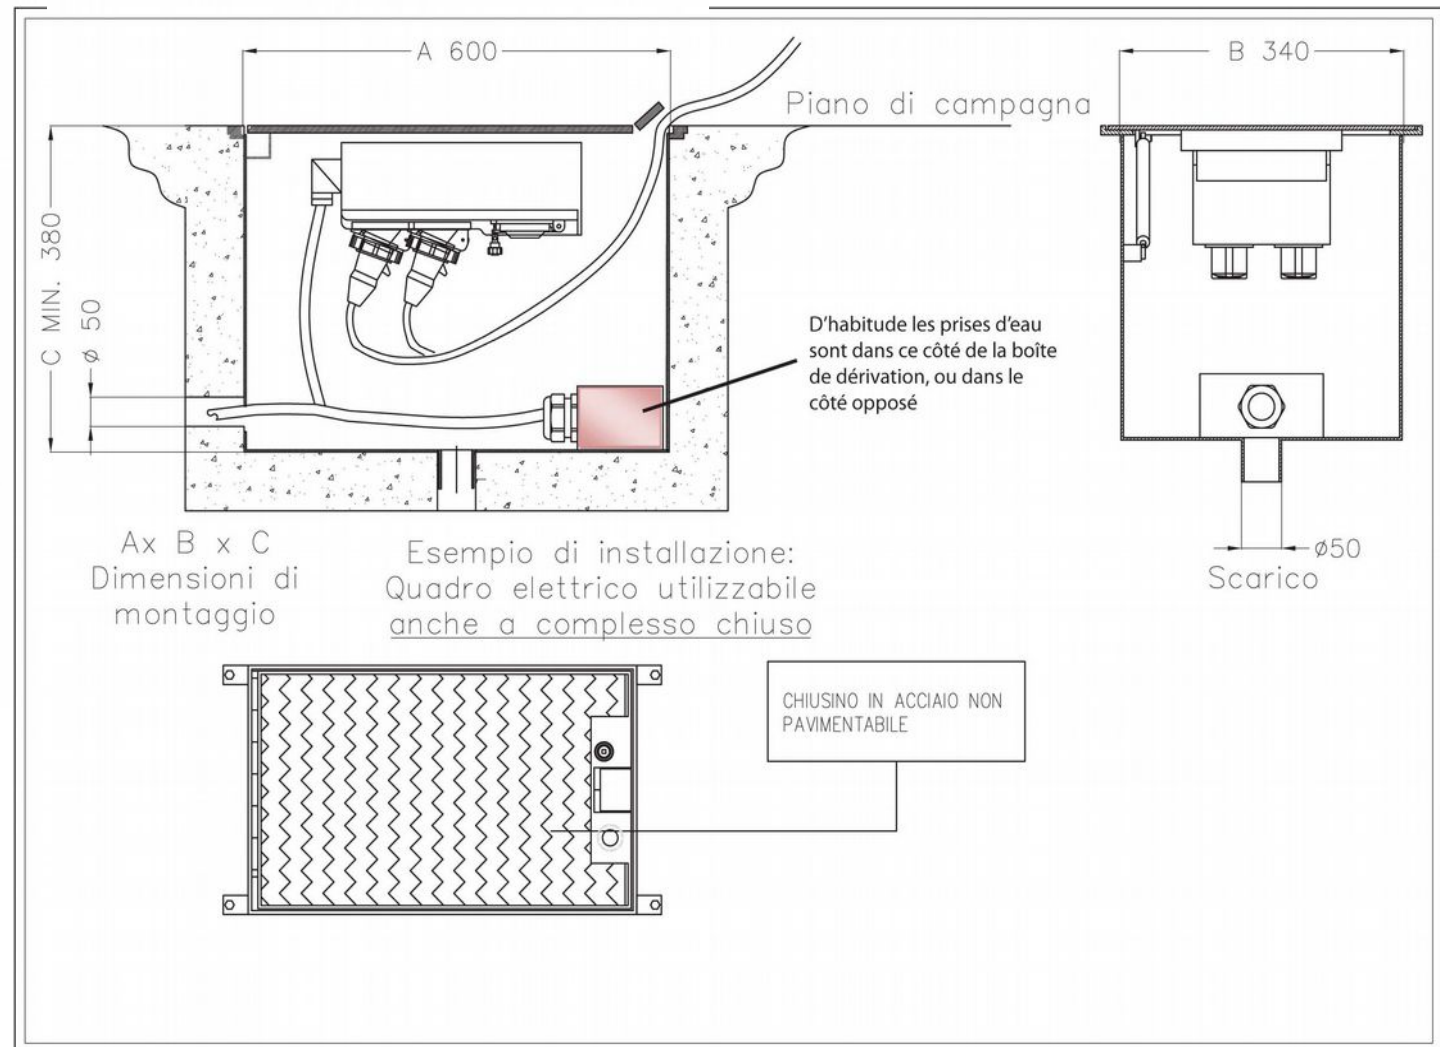 A 600
B 340
Piano di campagna
C MIN. 380
ø 50
D'habitude les prises d'eau
sont dans ce côté de la boîte
de dérivation, ou dans le
côté opposé
Ax B x C
Dimensioni di
montaggio
Esempio di installazione:
Quadro elettrico utilizzabile
anche a complesso chiuso
ø50
Scarico
CHIUSINO IN ACCIAIO NON
PAVIMENTABILE